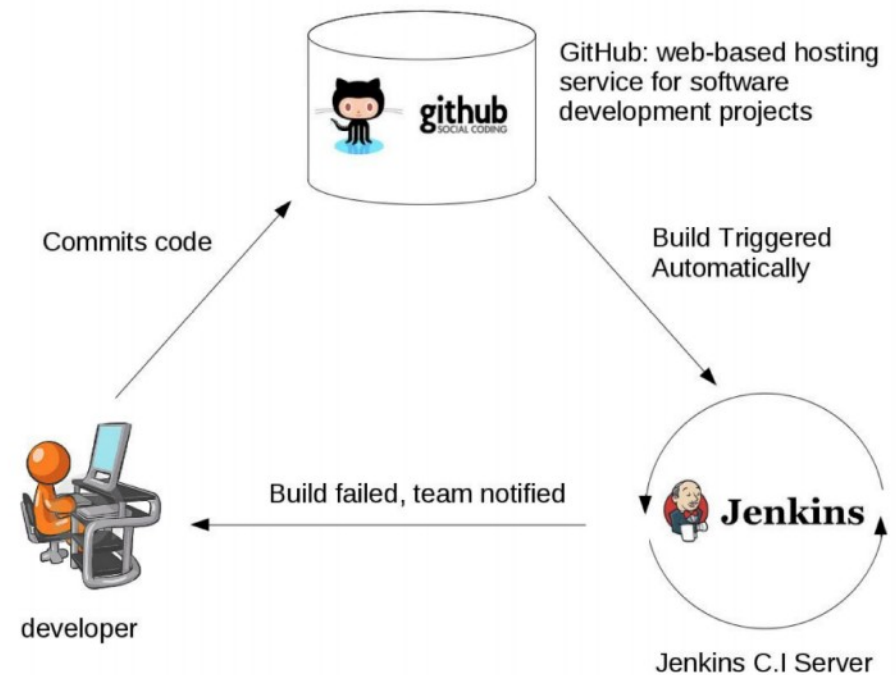 GitHub: web-based hosting
service for software
development projects
github
SOCIAL CODING
Commits code
Build Triggered
Automatically
Build failed, team notified
Jenkins
developer
Jenkins C.I Server